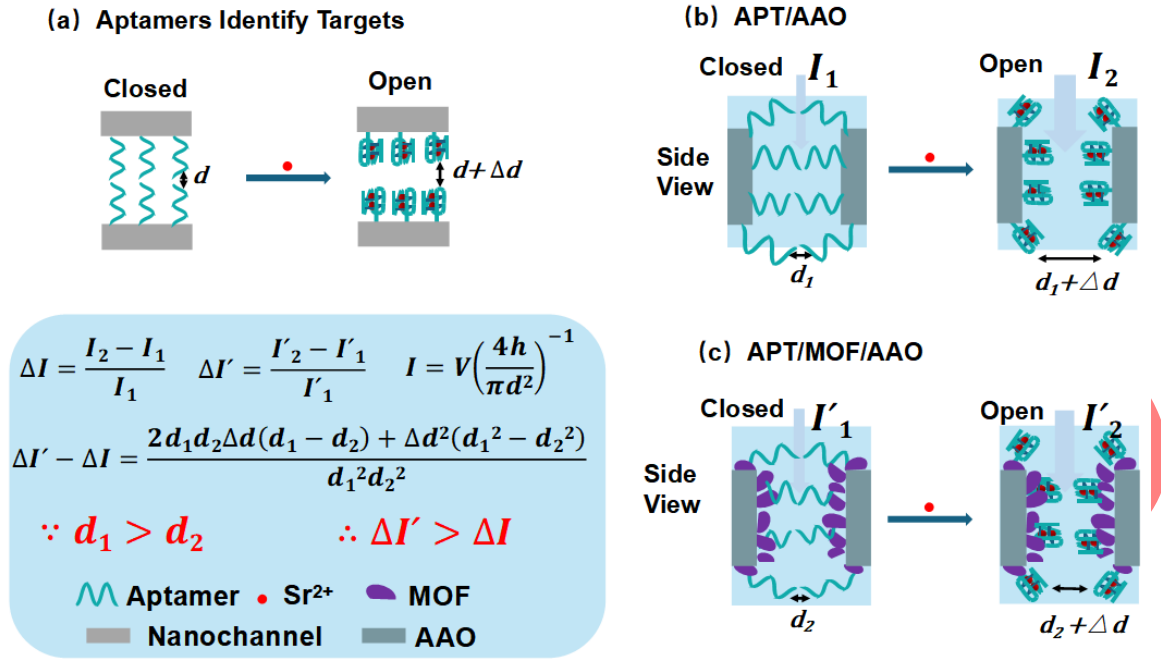 (a) Aptamers Identify Targets
Closed
Open
d
d + Δd
(b) APT/AAO
Closed I₁
Open I₂
Side
View
d₁
d₁+△d
ΔI = (I₂ − I₁)/I₁ ΔI′ = (I′₂ − I′₁)/I′₁ I = V(4h/πd²)⁻¹
ΔI′ − ΔI = (2d₁d₂Δd(d₁ − d₂) + Δd²(d₁² − d₂²))/(d₁²d₂²)
∵ d₁ > d₂ ∴ ΔI′ > ΔI
Aptamer Sr²⁺ MOF
Nanochannel AAO
(c) APT/MOF/AAO
Closed I′₁
Open I′₂
Side
View
d₂
d₂+△d